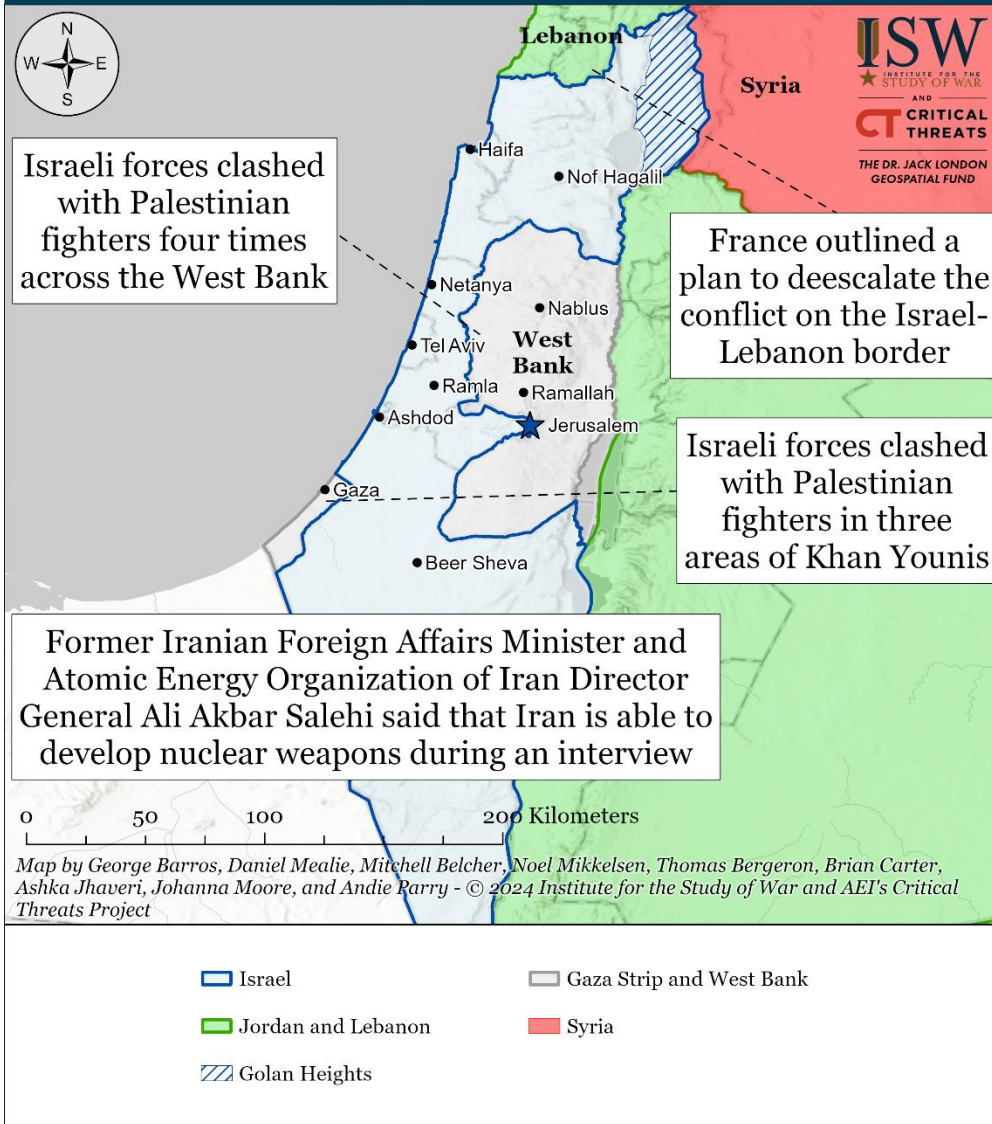 N
W E
S
Lebanon
Syria
ISW
INSTITUTE FOR THE
STUDY OF WAR
AND
CT CRITICAL
THREATS
THE DR. JACK LONDON
GEOSPATIAL FUND
Israeli forces clashed
with Palestinian
fighters four times
across the West Bank
Haifa
Nof Hagalil
France outlined a
plan to deescalate the
conflict on the Israel-
Lebanon border
Netanya
Nablus
Tel Aviv
West
Bank
Ramla
Ramallah
Ashdod
Jerusalem
Israeli forces clashed
with Palestinian
fighters in three
areas of Khan Younis
Gaza
Beer Sheva
Former Iranian Foreign Affairs Minister and
Atomic Energy Organization of Iran Director
General Ali Akbar Salehi said that Iran is able to
develop nuclear weapons during an interview
0 50 100 200 Kilometers
Map by George Barros, Daniel Mealie, Mitchell Belcher, Noel Mikkelsen, Thomas Bergeron, Brian Carter,
Ashka Jhaveri, Johanna Moore, and Andie Parry - © 2024 Institute for the Study of War and AEI's Critical
Threats Project
Israel
Gaza Strip and West Bank
Jordan and Lebanon
Syria
Golan Heights